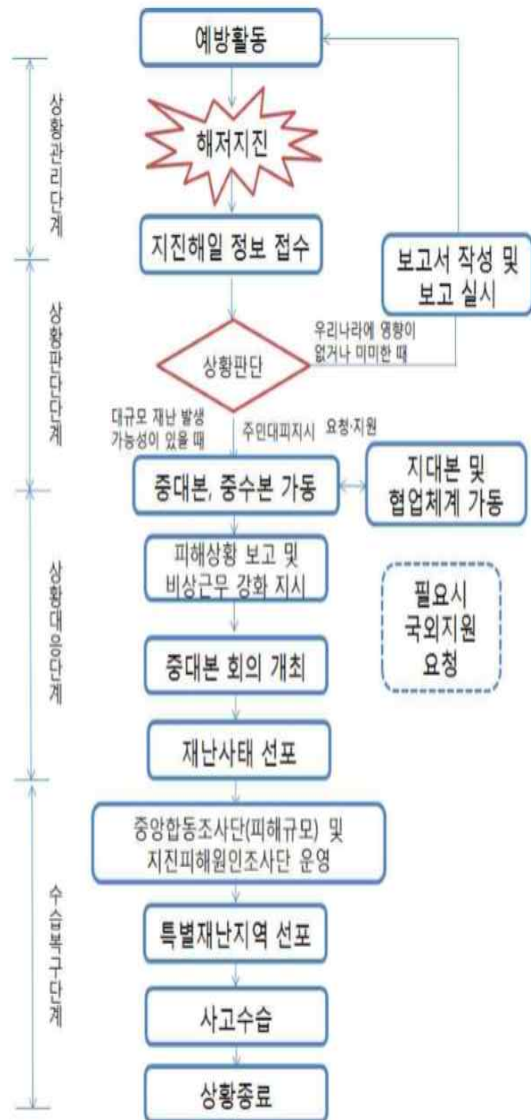 예방활동
상황관리단계
해저지진
지진해일 정보 접수
보고서 작성 및
보고 실시
상황판단단계
상황판단
우리나라에 영향이
없거나 미미한 때
대규모 재난 발생
가능성이 있을 때
주인대피지시
요청·지원
중대본, 중수본 가동
지대본 및
협업체계 가동
상황대응단계
피해상황 보고 및
비상근무 강화 지시
필요시
국외지원
요청
중대본 회의 개최
재난사태 선포
수습복구단계
중앙합동조사단(피해규모) 및
지진피해원인조사단 운영
특별재난지역 선포
사고수습
상황종료